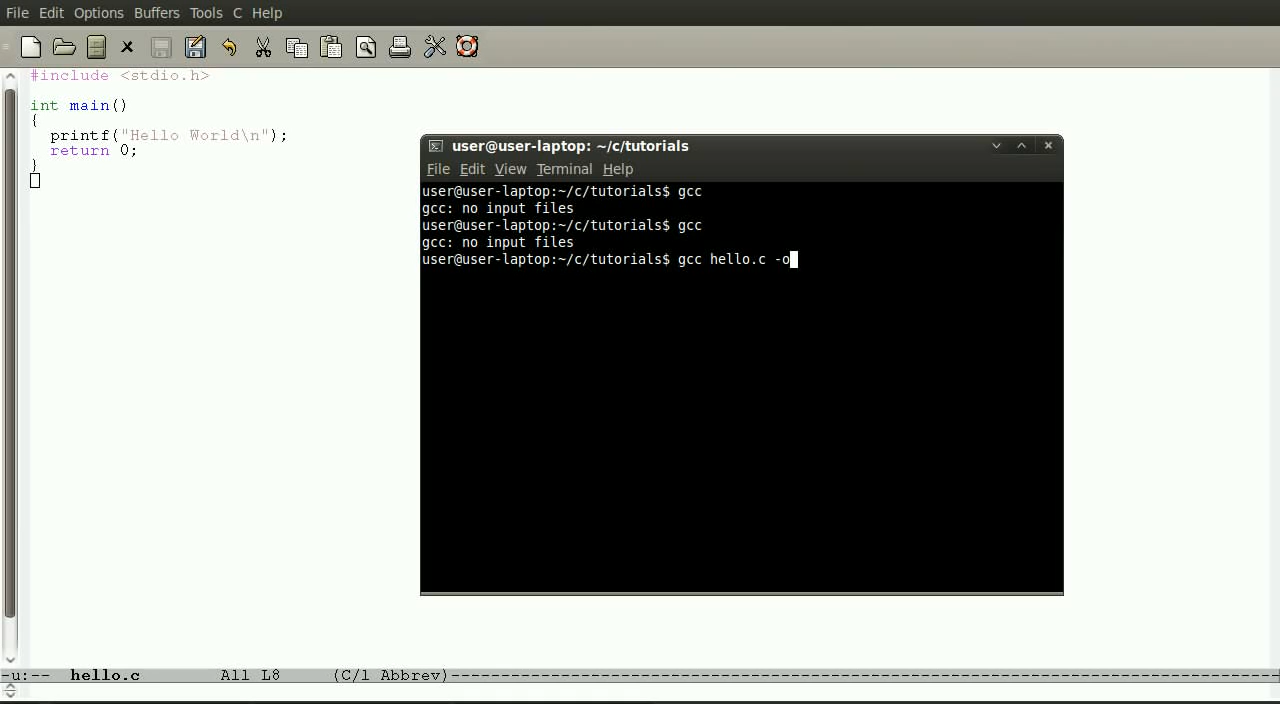 File Edit Options Buffers Tools C Help
#include <stdio.h>
int main()
{
  printf("Hello World\n");
  return 0;
}
user@user-laptop: ~/c/tutorials
File Edit View Terminal Help
user@user-laptop:~/c/tutorials$ gcc
gcc: no input files
user@user-laptop:~/c/tutorials$ gcc
gcc: no input files
user@user-laptop:~/c/tutorials$ gcc hello.c -o
-u:-- hello.c All L8 (C/l Abbrev)-----------------------------------------------------------------------------------